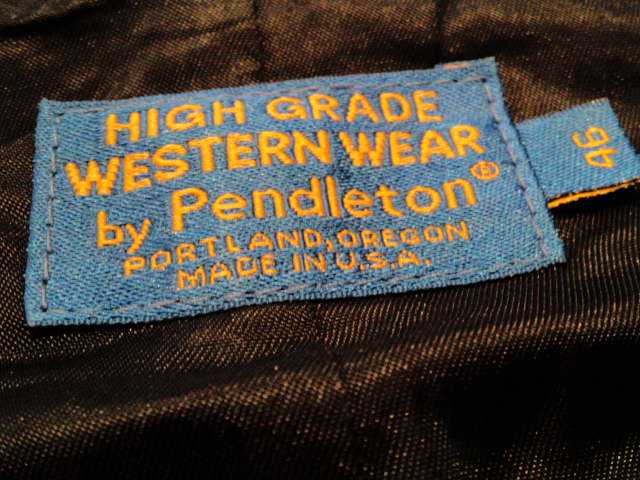 HIGH GRADE
WESTERN WEAR
by Pendleton®
PORTLAND, OREGON
MADE IN U.S.A.
46